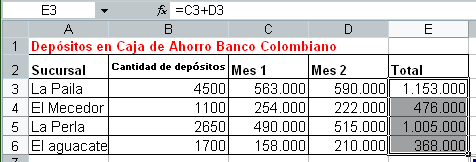 E3 fx =C3+D3
A B C D E
1 Depósitos en Caja de Ahorro Banco Colombiano
2 Sucursal Cantidad de depósitos Mes 1 Mes 2 Total
3 La Paila 4500 563.000 590.000 1.153.000
4 El Mecedor 1100 254.000 222.000 476.000
5 La Perla 2650 490.000 515.000 1.005.000
6 El aguacate 1700 158.000 210.000 368.000